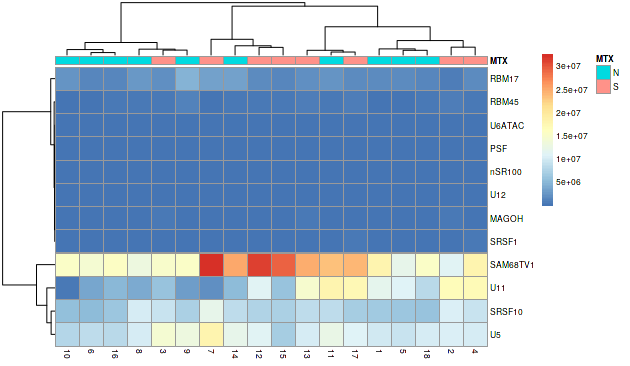 MTX
RBM17
RBM45
U6ATAC
PSF
nSR100
U12
MAGOH
SRSF1
SAM68TV1
U11
SRSF10
U5
10 6 16 8 3 9 7 14 12 15 13 11 17 1 5 18 2 4
3e+07
2.5e+07
2e+07
1.5e+07
1e+07
5e+06
MTX
N
S